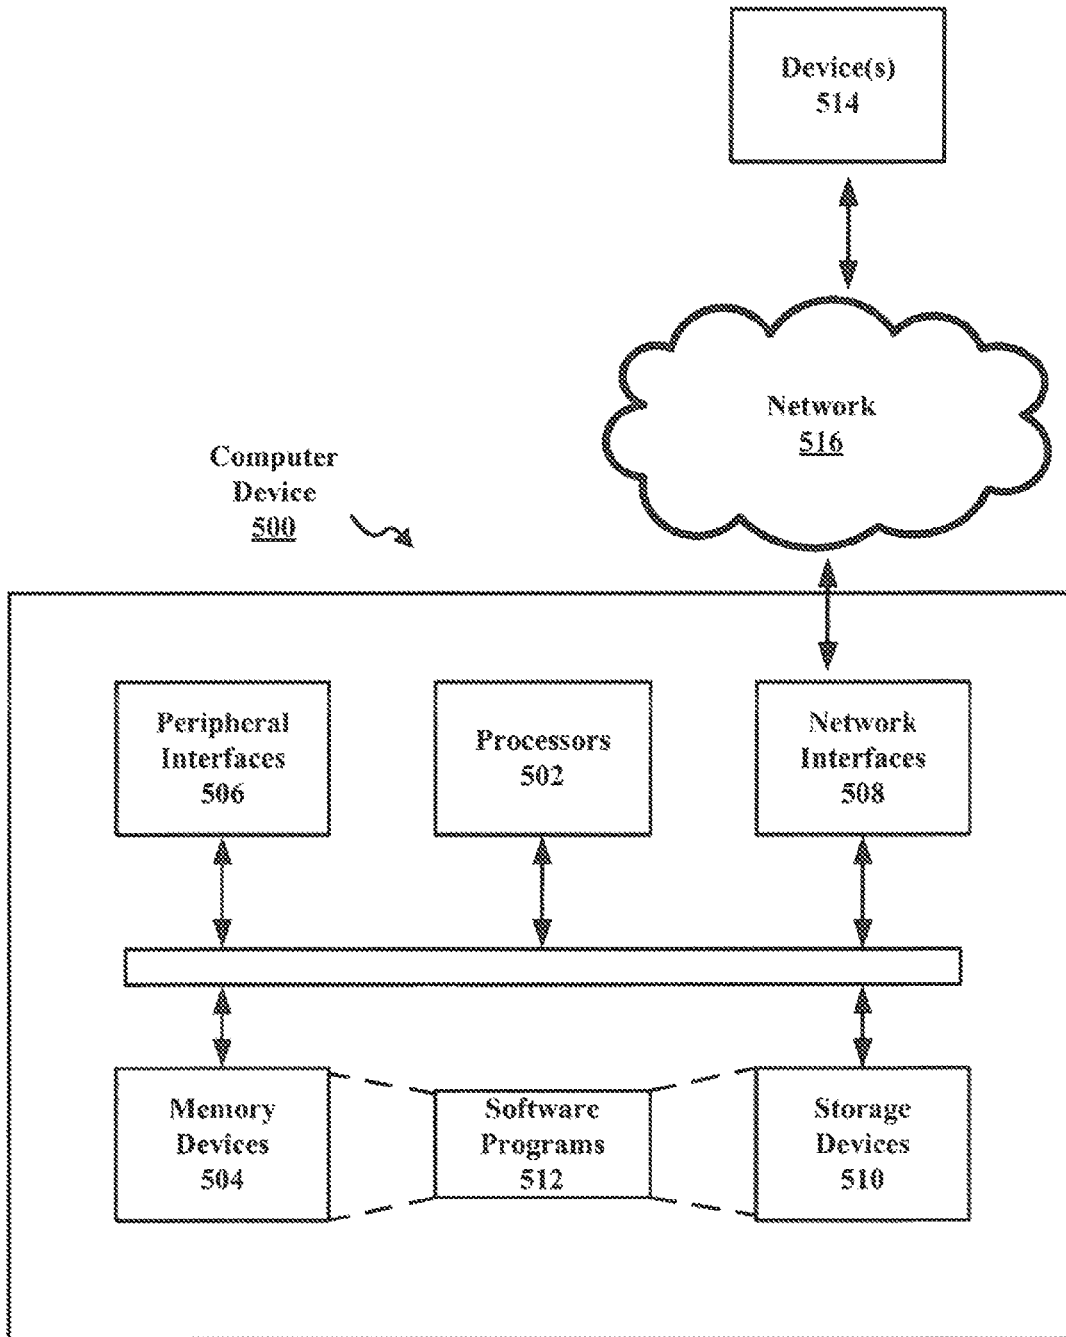 Device(s)
514
Network
516
Computer
Device
500
Peripheral
Interfaces
506
Processors
502
Network
Interfaces
508
Memory
Devices
504
Software
Programs
512
Storage
Devices
510